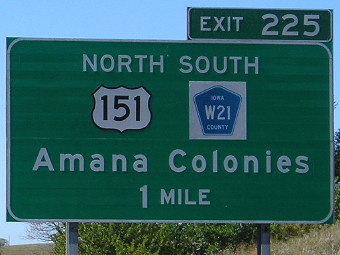 EXIT 225
NORTH SOUTH
151
IOWA
W21
COUNTY
Amana Colonies
1 MILE